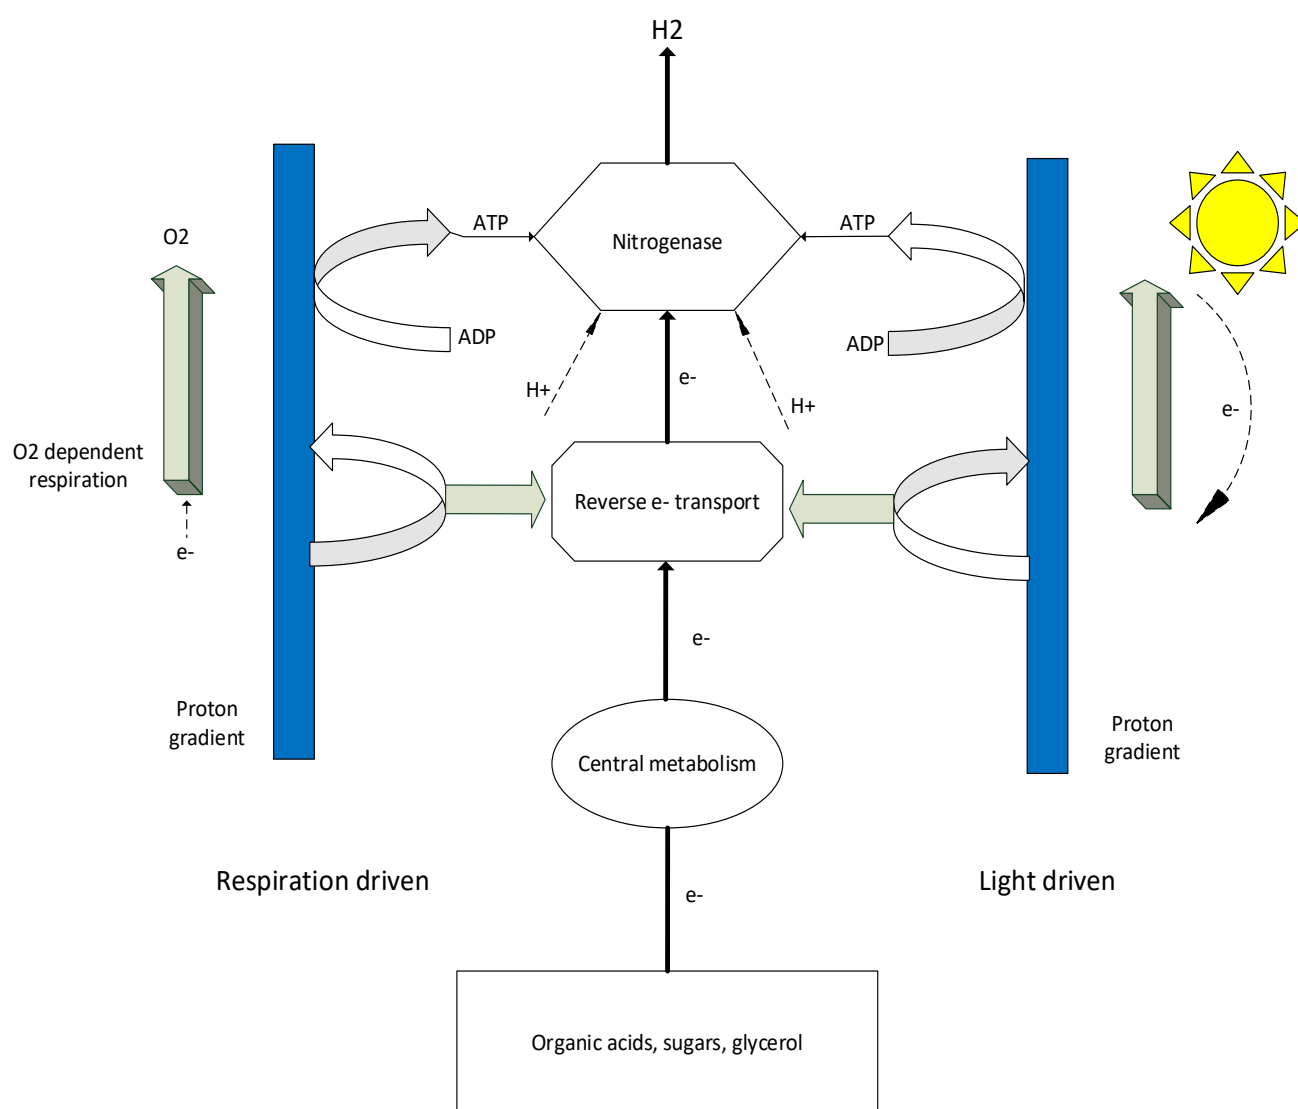 H2
ATP
ATP
O2
Nitrogenase
ADP
ADP
e-
H+
H+
e-
O2 dependent
respiration
Reverse e- transport
e-
e-
Proton
gradient
Proton
gradient
Central metabolism
Respiration driven
Light driven
e-
Organic acids, sugars, glycerol